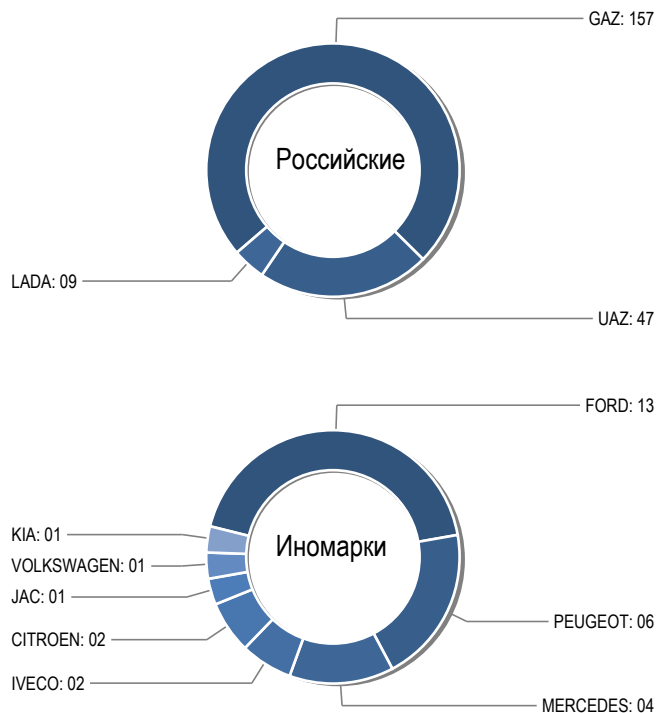 GAZ: 157
Российские
LADA: 09
UAZ: 47
FORD: 13
KIA: 01
Иномарки
VOLKSWAGEN: 01
JAC: 01
PEUGEOT: 06
CITROEN: 02
IVECO: 02
MERCEDES: 04